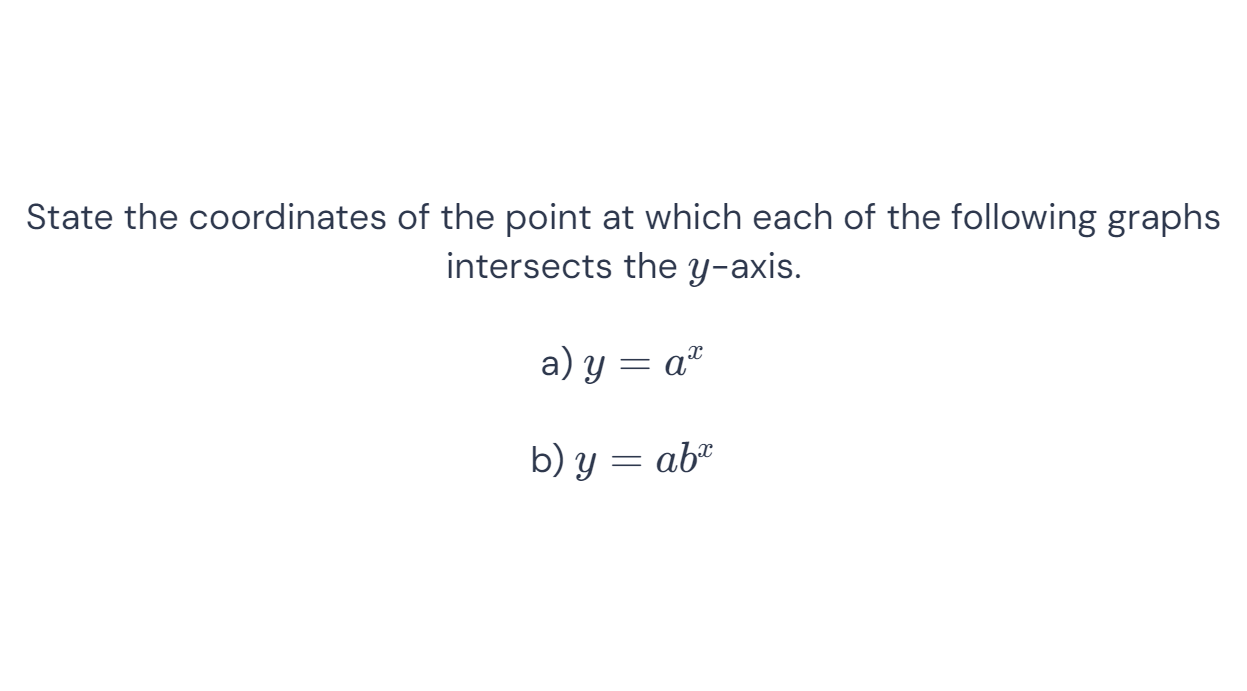 State the coordinates of the point at which each of the following graphs
intersects the y-axis.
a) y = a^x
b) y = ab^x